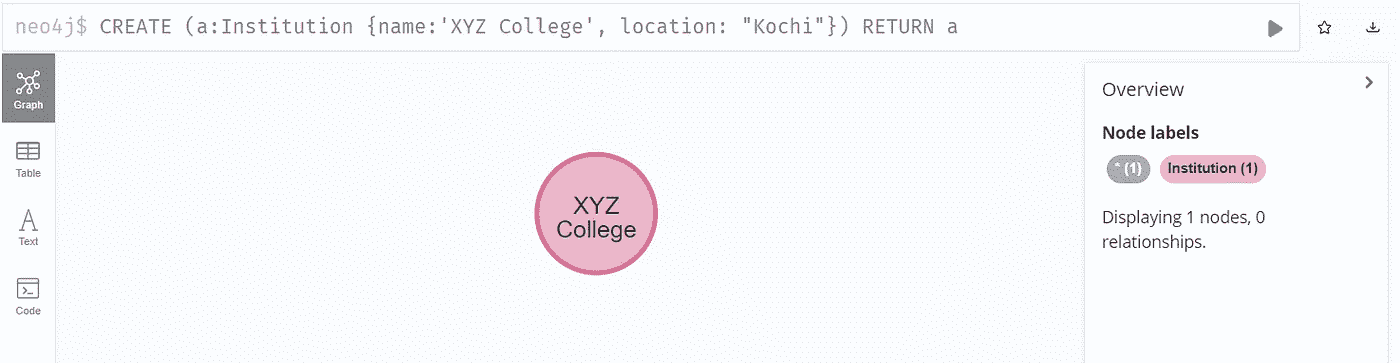 neo4j$ CREATE (a:Institution {name:'XYZ College', location: "Kochi"}) RETURN a
Graph
Table
Text
Code
XYZ
College
Overview
Node labels
* (1) Institution (1)
Displaying 1 nodes, 0
relationships.